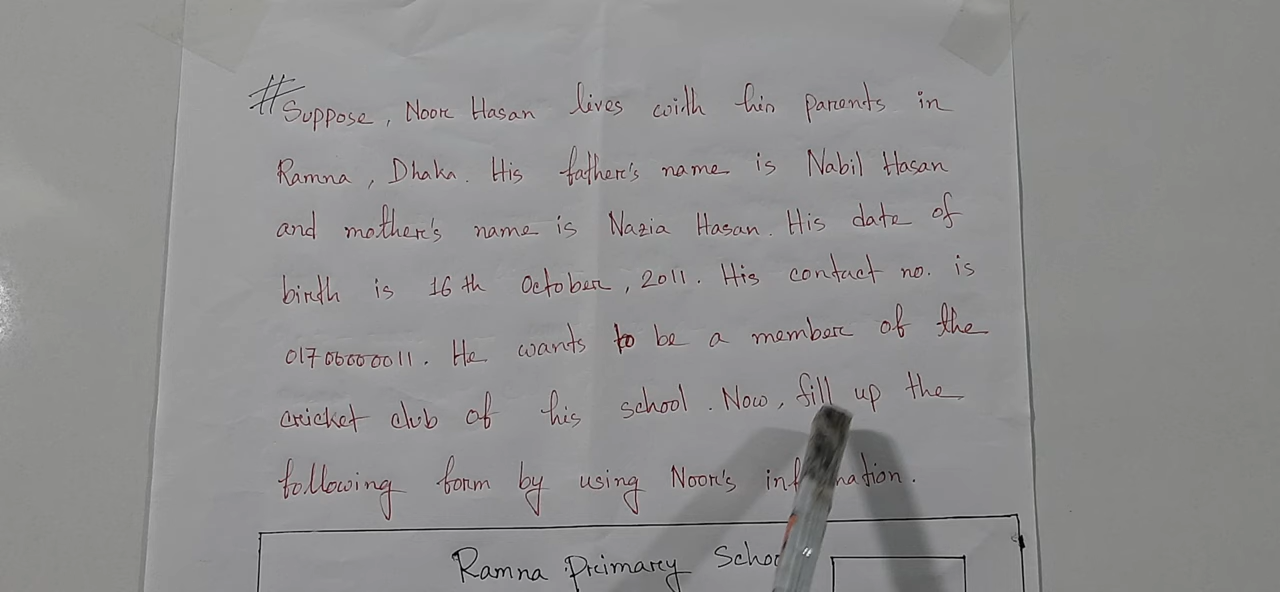 # Suppose, Noor Hasan lives with his parents in
Ramna, Dhaka. His father's name is Nabil Hasan
and mother's name is Nazia Hasan. His date of
birth is 16th October, 2011. His contact no. is
01700000011. He wants to be a member of the
cricket club of his school. Now, fill up the
following form by using Noor's information.
Ramna Primary Schoo